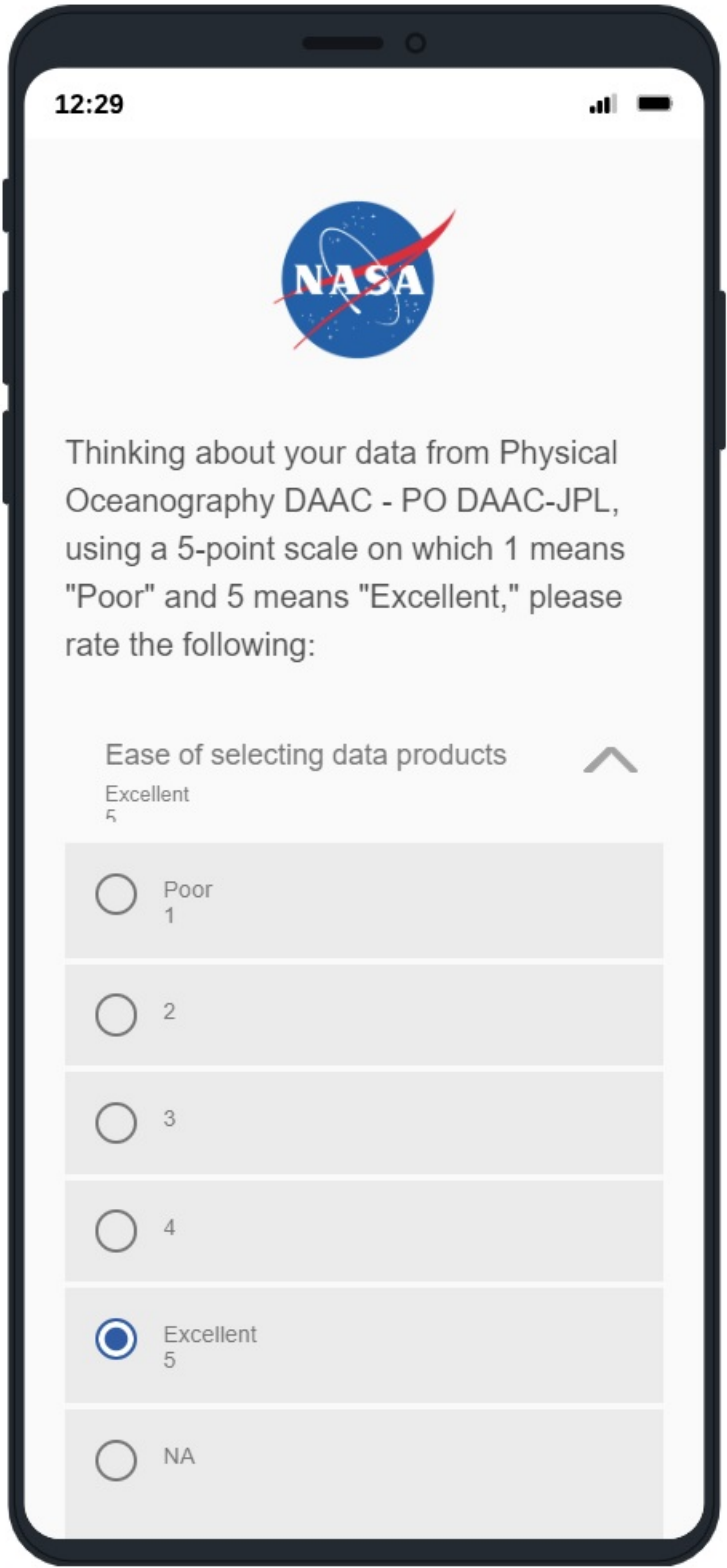 12:29
NASA
Thinking about your data from Physical
Oceanography DAAC - PO DAAC-JPL,
using a 5-point scale on which 1 means
"Poor" and 5 means "Excellent," please
rate the following:
Ease of selecting data products
Excellent
5
Poor
1
2
3
4
Excellent
5
NA